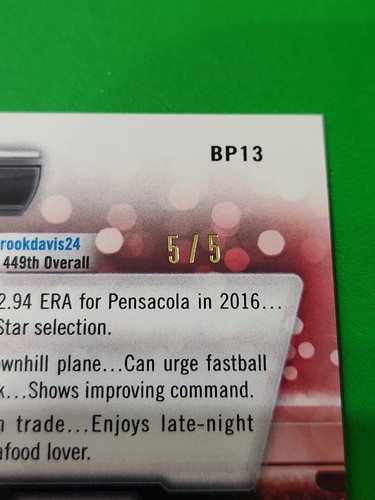 BP13
rookdavis24
5/5
449th Overall
2.94 ERA for Pensacola in 2016...
Star selection.
wnhill plane...Can urge fastball
k...Shows improving command.
n trade...Enjoys late-night
afood lover.